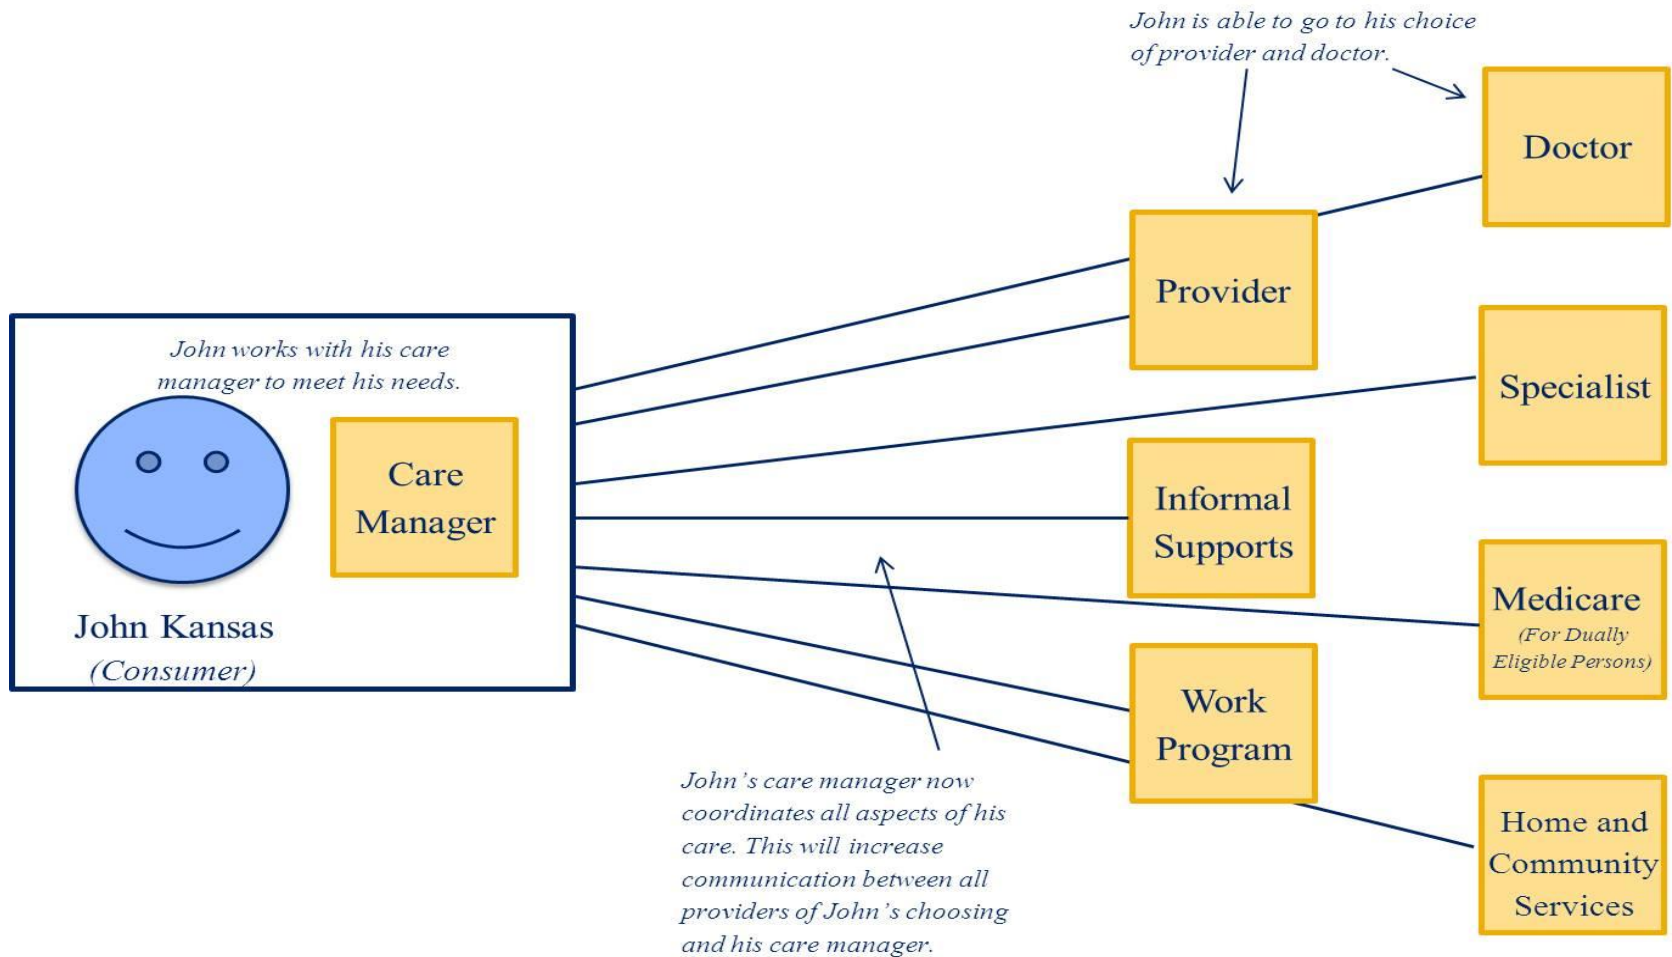 John is able to go to his choice
of provider and doctor.
Doctor
Provider
John works with his care
manager to meet his needs.
Specialist
Care
Manager
Informal
Supports
Medicare
(For Dually
Eligible Persons)
John Kansas
(Consumer)
Work
Program
John’s care manager now
coordinates all aspects of his
care. This will increase
communication between all
providers of John’s choosing
and his care manager.
Home and
Community
Services